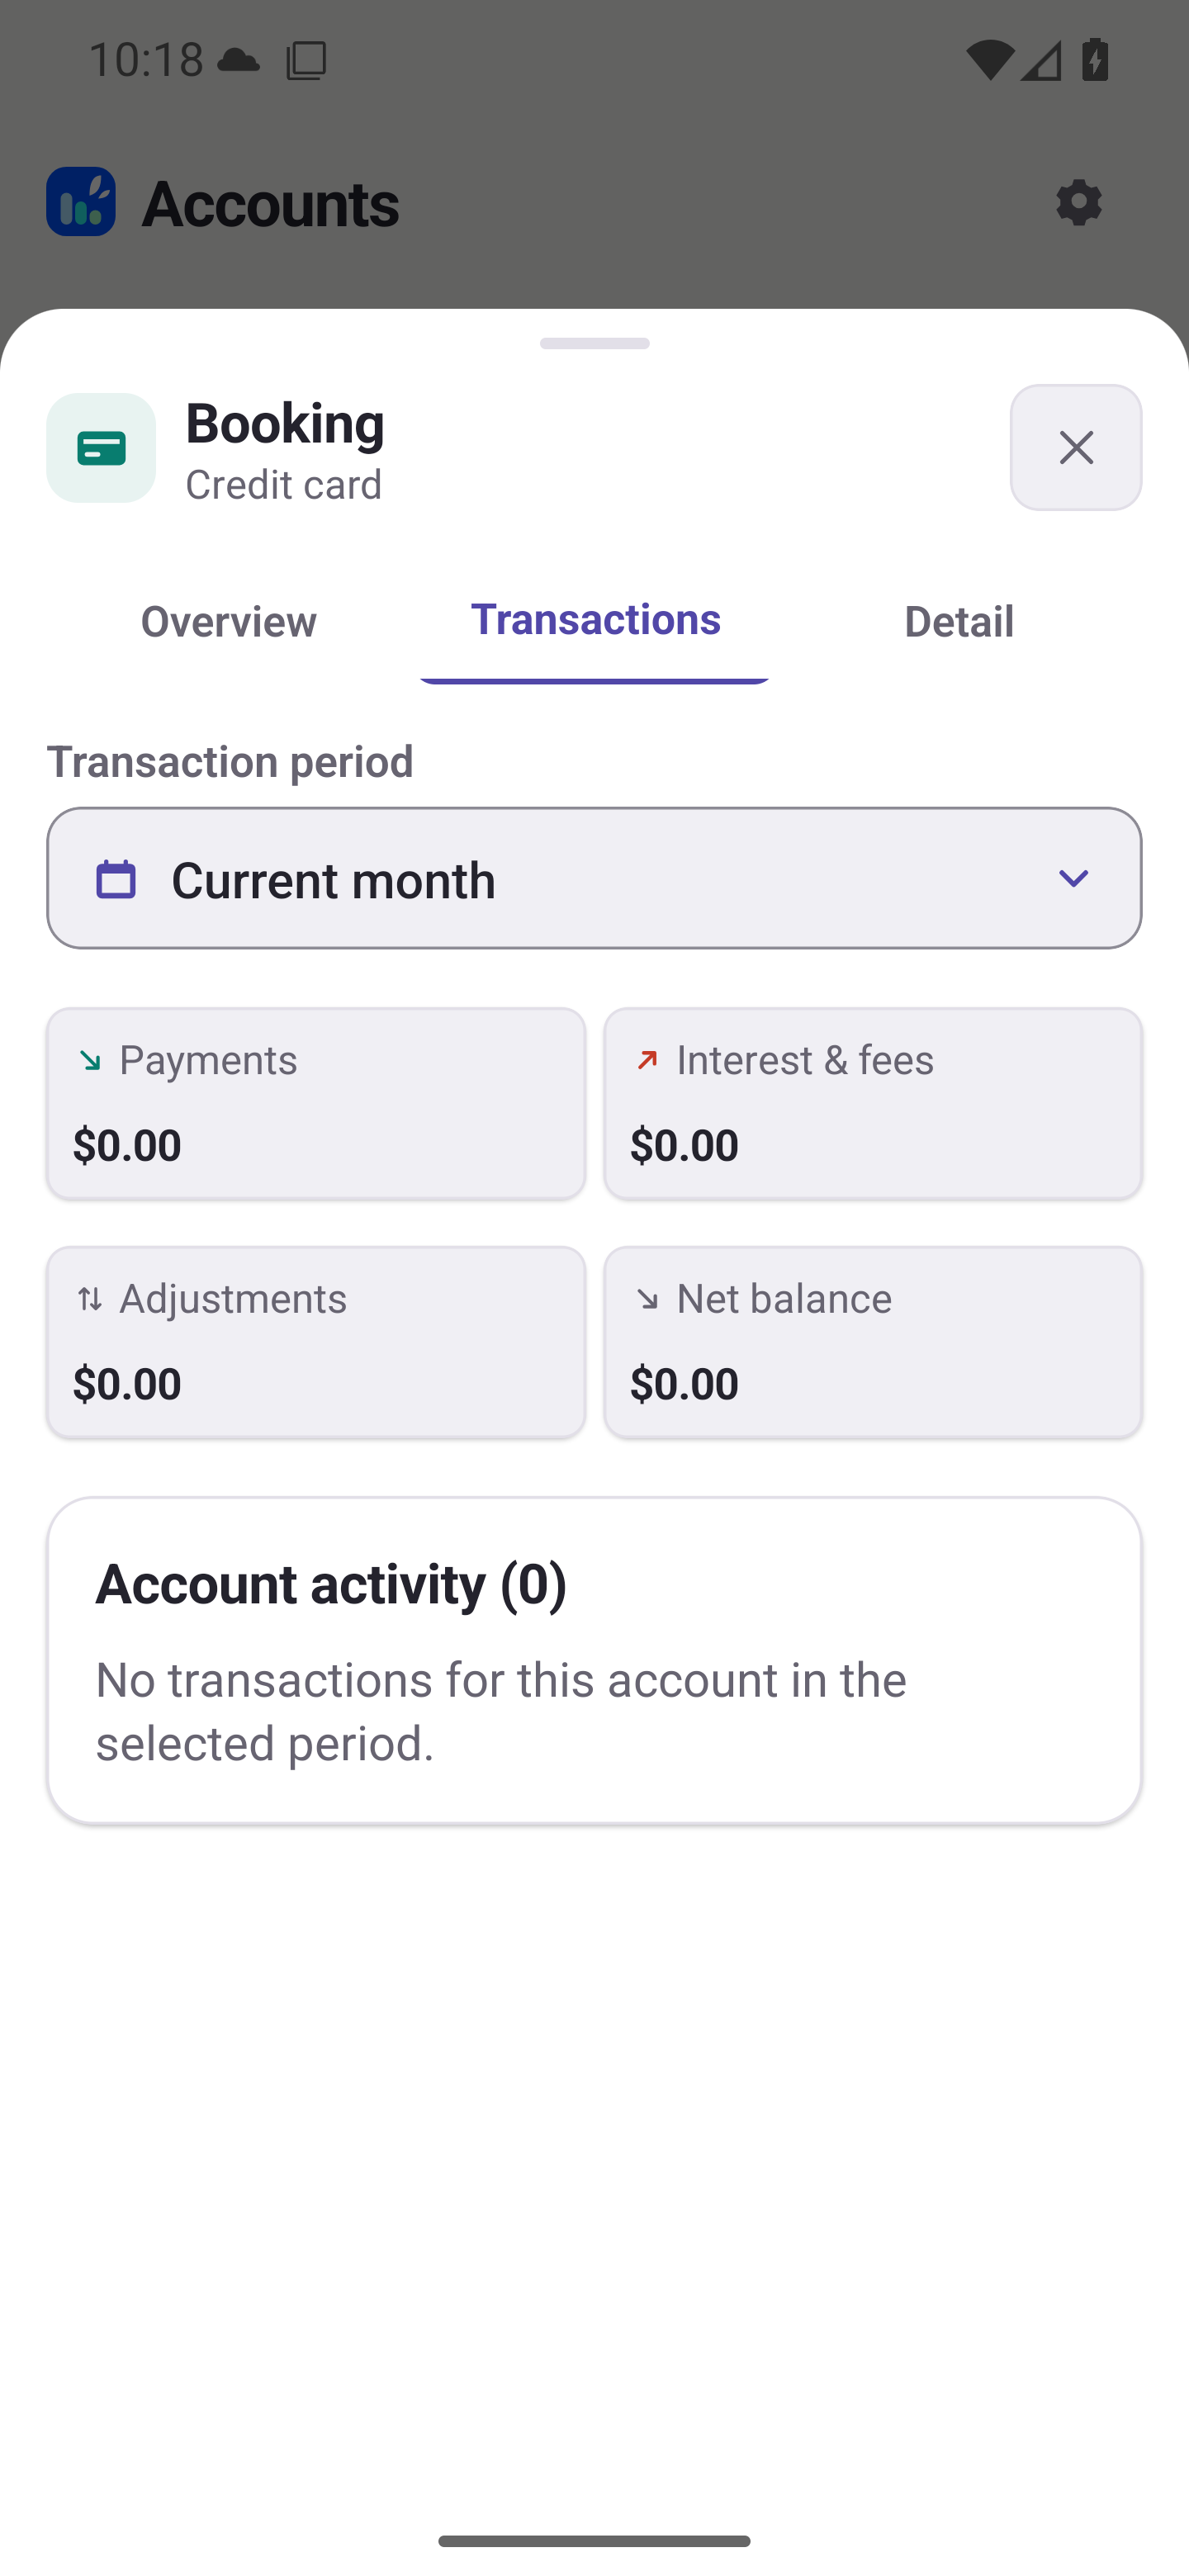 10:18
Accounts
Booking
Credit card
Overview
Transactions
Detail
Transaction period
Current month
Payments
$0.00
Interest & fees
$0.00
Adjustments
$0.00
Net balance
$0.00
Account activity (0)
No transactions for this account in the
selected period.